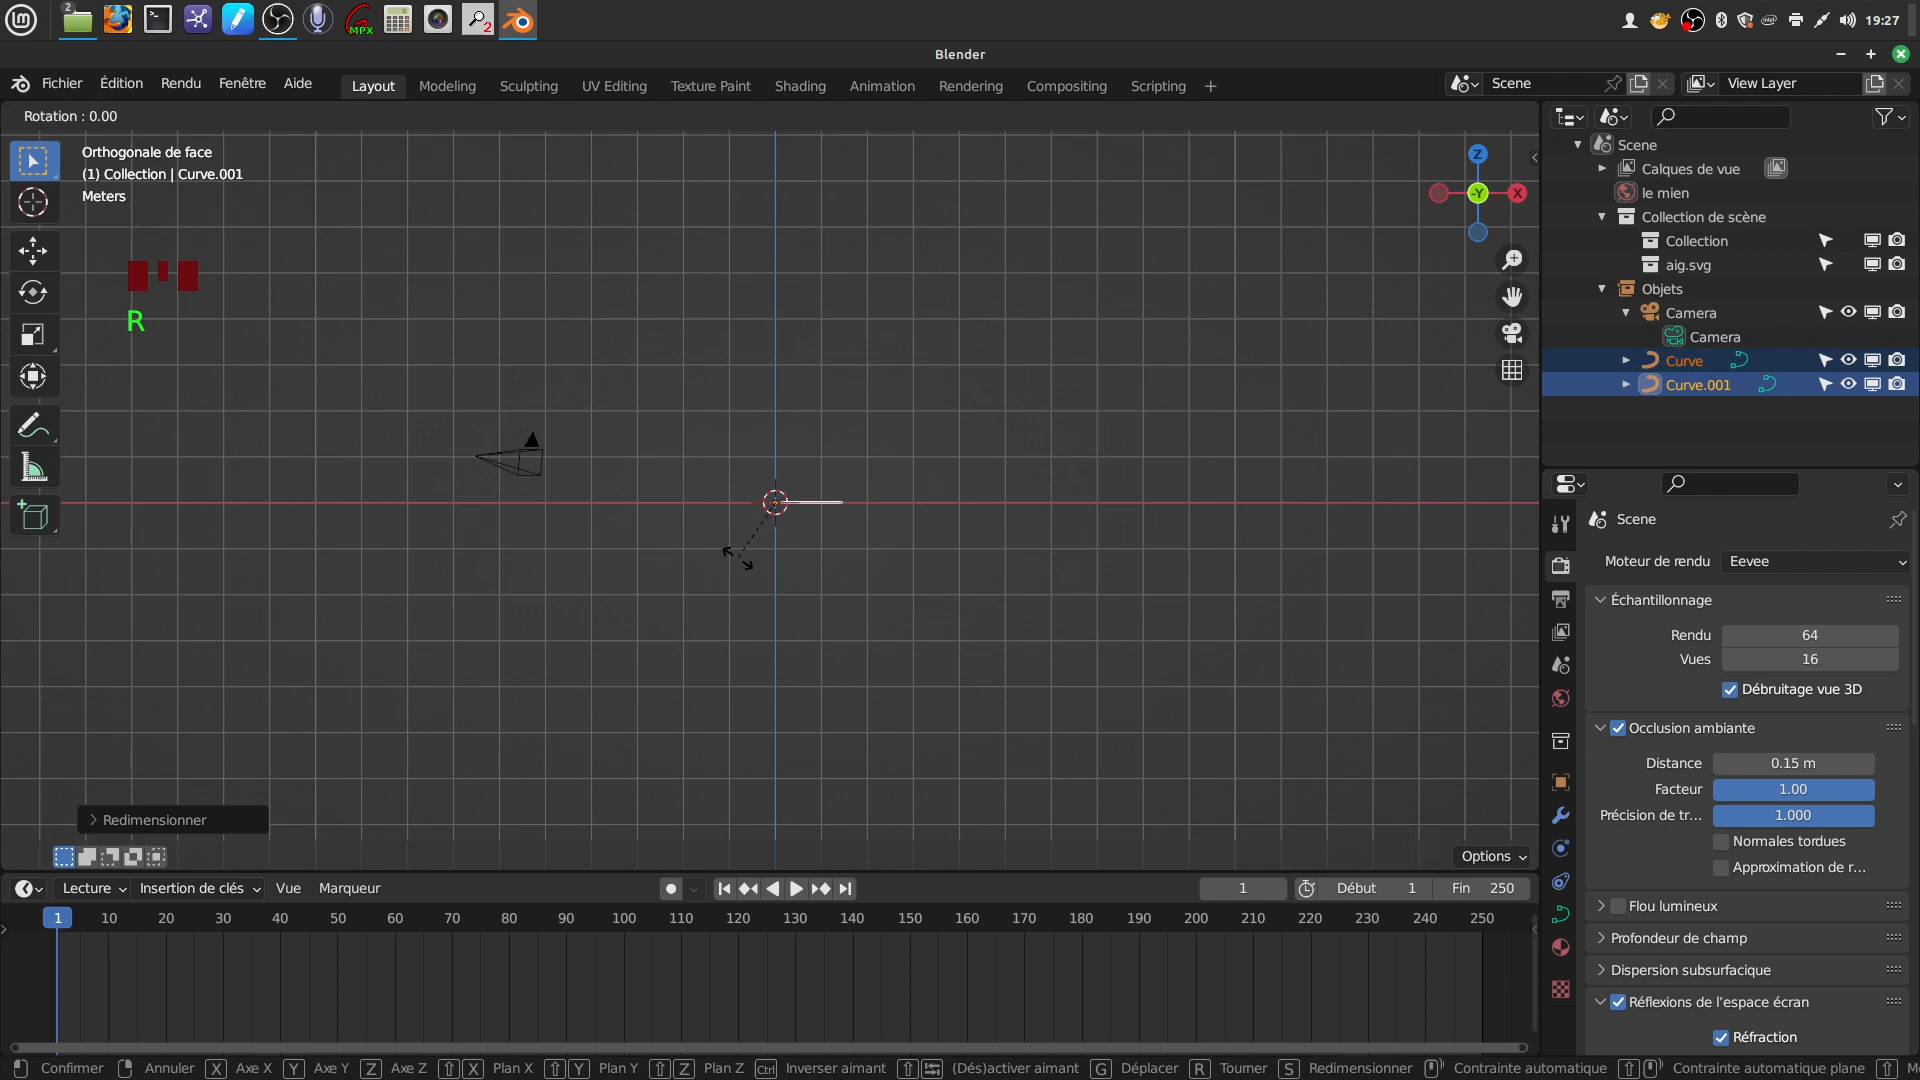 2
MPX
2
19:27
Blender
Fichier Édition Rendu Fenêtre Aide Layout Modeling Sculpting UV Editing Texture Paint Shading Animation Rendering Compositing Scripting + Scene View Layer
Rotation : 0.00
Orthogonale de face
(1) Collection | Curve.001
Meters
R
Z
-Y
X
Redimensionner
Options
Scene
Calques de vue
le mien
Collection de scène
Collection
aig.svg
Objets
Camera
Camera
Curve
Curve.001
Scene
Moteur de rendu Eevee
Échantillonnage
Rendu 64
Vues 16
Débruitage vue 3D
Occlusion ambiante
Distance 0.15 m
Facteur 1.00
Précision de tr... 1.000
Normales tordues
Approximation de r...
Flou lumineux
Profondeur de champ
Dispersion subsurfacique
Réflexions de l'espace écran
Réfraction
Lecture Insertion de clés Vue Marqueur 1 Début 1 Fin 250
1 10 20 30 40 50 60 70 80 90 100 110 120 130 140 150 160 170 180 190 200 210 220 230 240 250
Confirmer Annuler X Axe X Y Axe Y Z Axe Z X Plan X Y Plan Y Z Plan Z Ctrl Inverser aimant (Dés)activer aimant G Déplacer R Tourner S Redimensionner Contrainte automatique Contrainte automatique plane